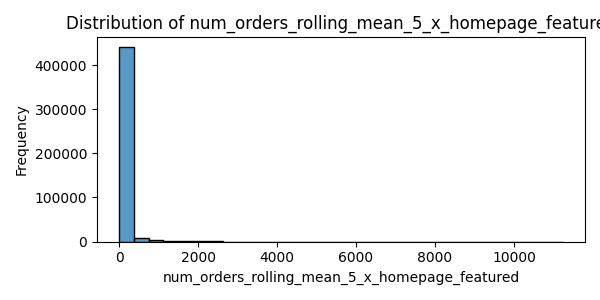 Distribution of num_orders_rolling_mean_5_x_homepage_feature
400000
300000
200000
100000
0
Frequency
0 2000 4000 6000 8000 10000
num_orders_rolling_mean_5_x_homepage_featured